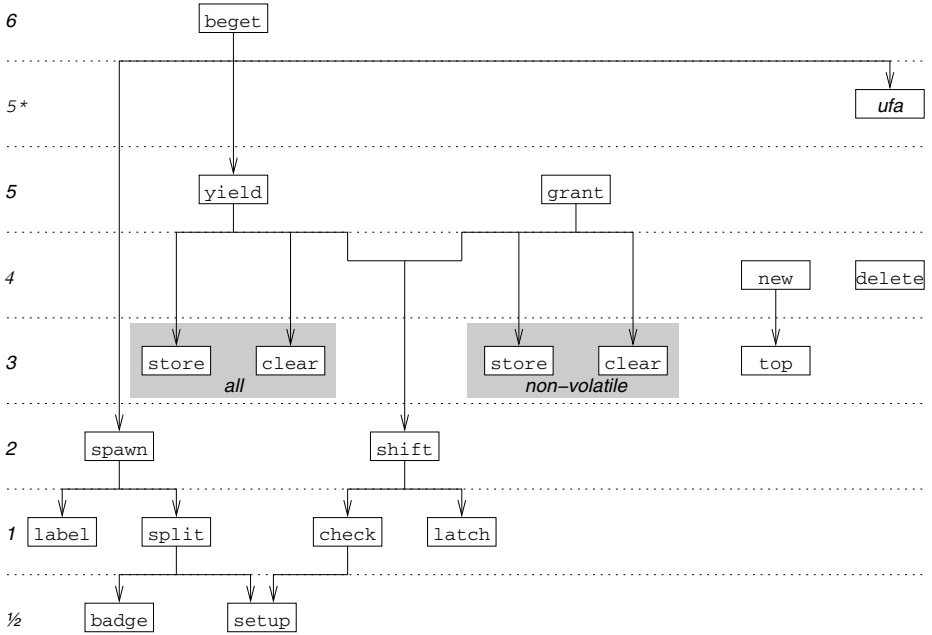 6 beget
5* ufa
5 yield grant
4 new delete
3 store clear store clear top
all non−volatile
2 spawn shift
1 label split check latch
½ badge setup